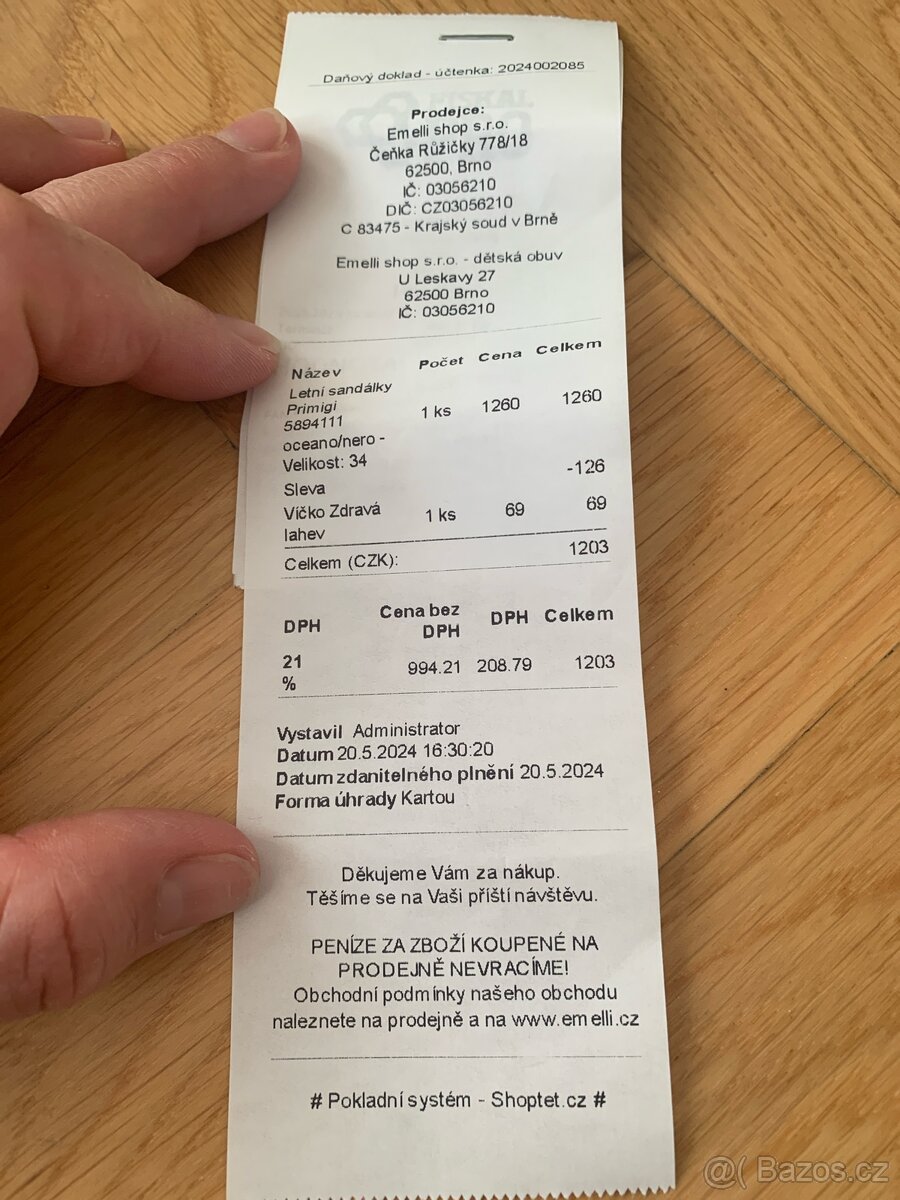 Daňový doklad - účtenka: 2024002085
Prodejce:
Emelli shop s.r.o.
Čeňka Růžičky 778/18
62500, Brno
IČ: 03056210
DIČ: CZ03056210
C 83475 - Krajský soud v Brně
Emelli shop s.r.o. - dětská obuv
U Leskavy 27
62500 Brno
IČ: 03056210
Název Počet Cena Celkem
Letní sandálky
Primigi
5894111 1 ks 1260 1260
oceano/nero -
Velikost: 34
Sleva -126
Víčko Zdravá
lahev 1 ks 69 69
Celkem (CZK): 1203
DPH Cena bez DPH DPH Celkem
21 % 994.21 208.79 1203
Vystavil Administrator
Datum 20.5.2024 16:30:20
Datum zdanitelného plnění 20.5.2024
Forma úhrady Kartou
Děkujeme Vám za nákup.
Těšíme se na Vaši příští návštěvu.
PENÍZE ZA ZBOŽÍ KOUPENÉ NA
PRODEJNĚ NEVRACÍME!
Obchodní podmínky našeho obchodu
naleznete na prodejně a na www.emelli.cz
# Pokladní systém - Shoptet.cz #
@( Bazos.cz